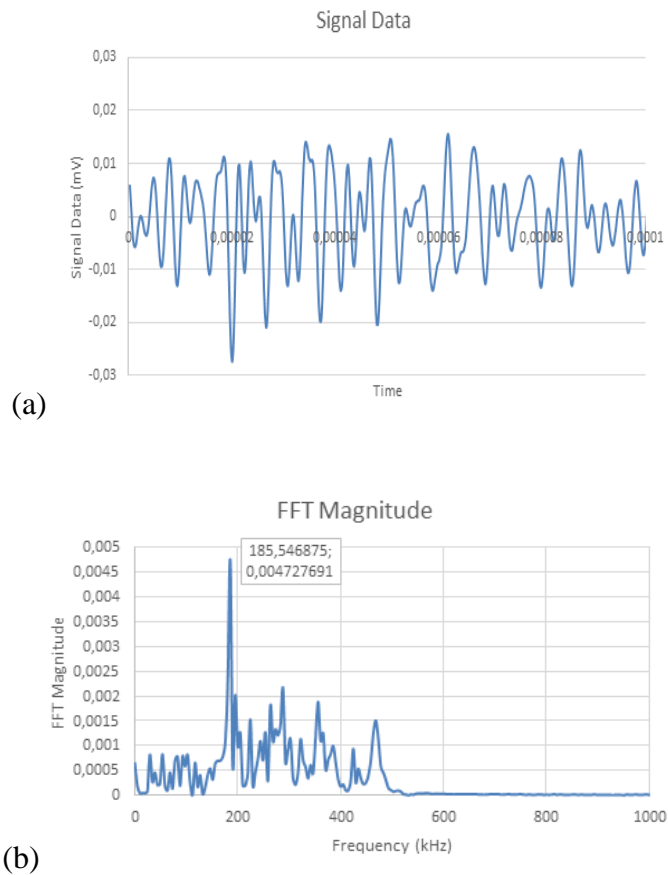 Signal Data
0,03
0,02
0,01
0
-0,01
-0,02
-0,03
Signal Data (mV)
0 0,00002 0,00004 0,00006 0,00008 0,0001
Time
(a)
FFT Magnitude
185,546875;
0,004727691
0,005
0,0045
0,004
0,0035
0,003
0,0025
0,002
0,0015
0,001
0,0005
0
FFT Magnitude
0 200 400 600 800 1000
Frequency (kHz)
(b)